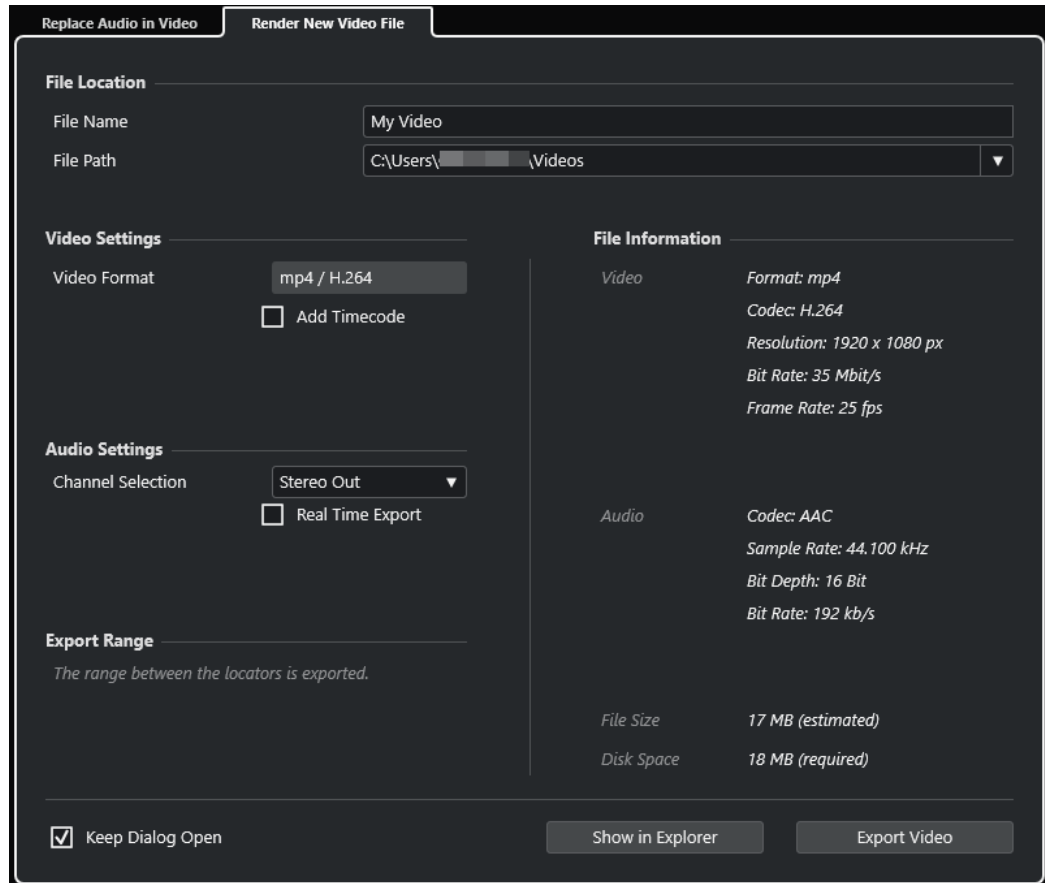 Replace Audio in Video
Render New Video File
File Location
File Name
My Video
File Path
C:\Users\ \Videos
Video Settings
Video Format
mp4 / H.264
Add Timecode
Audio Settings
Channel Selection
Stereo Out
Real Time Export
Export Range
The range between the locators is exported.
File Information
Video
Format: mp4
Codec: H.264
Resolution: 1920 x 1080 px
Bit Rate: 35 Mbit/s
Frame Rate: 25 fps
Audio
Codec: AAC
Sample Rate: 44.100 kHz
Bit Depth: 16 Bit
Bit Rate: 192 kb/s
File Size
17 MB (estimated)
Disk Space
18 MB (required)
Keep Dialog Open
Show in Explorer
Export Video